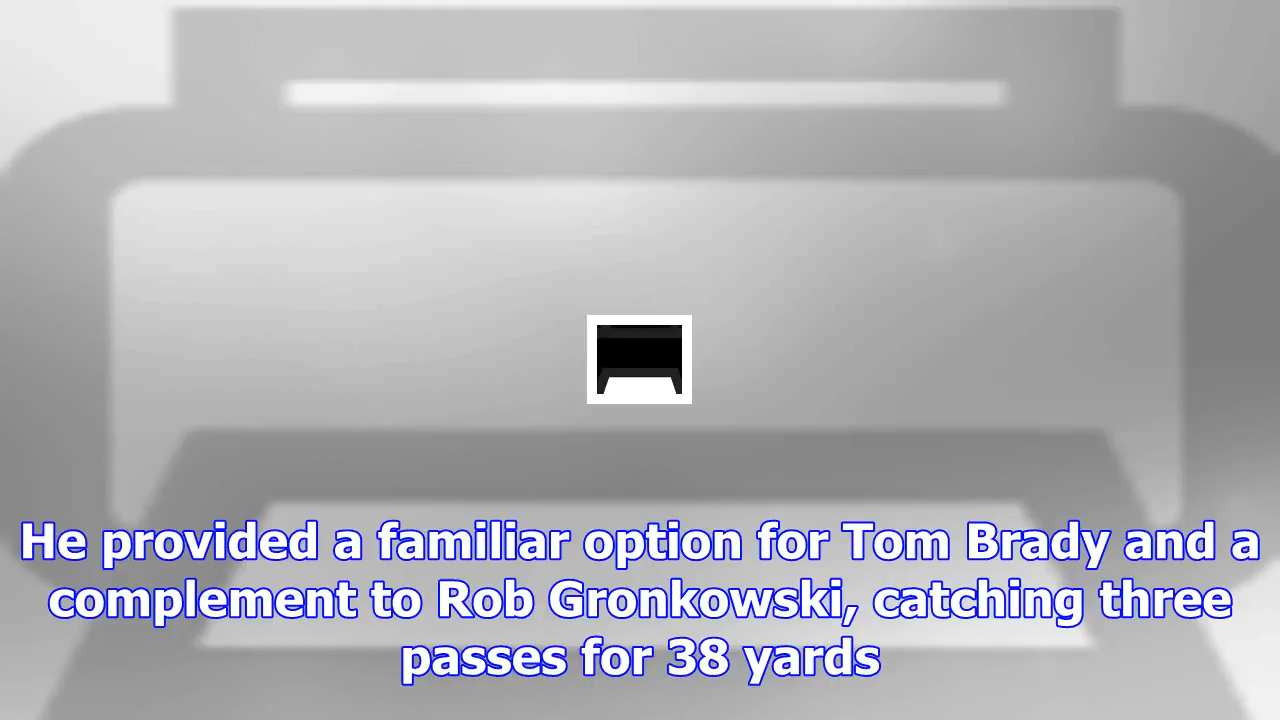 He provided a familiar option for Tom Brady and a
complement to Rob Gronkowski, catching three
passes for 38 yards